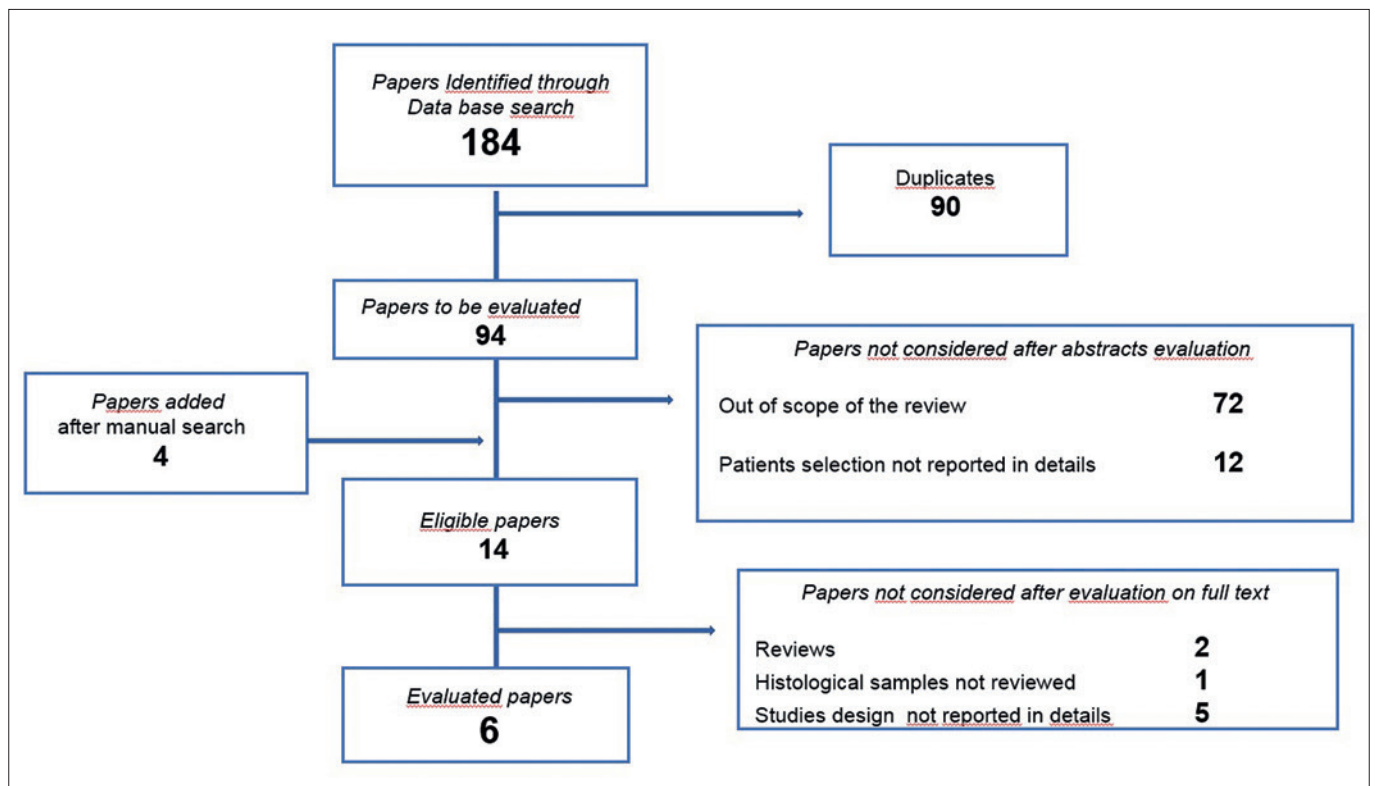 Papers Identified through
Data base search
184
Duplicates
90
Papers to be evaluated
94
Papers not considered after abstracts evaluation
Out of scope of the review 72
Patients selection not reported in details 12
Papers added
after manual search
4
Eligible papers
14
Papers not considered after evaluation on full text
Reviews 2
Histological samples not reviewed 1
Studies design not reported in details 5
Evaluated papers
6